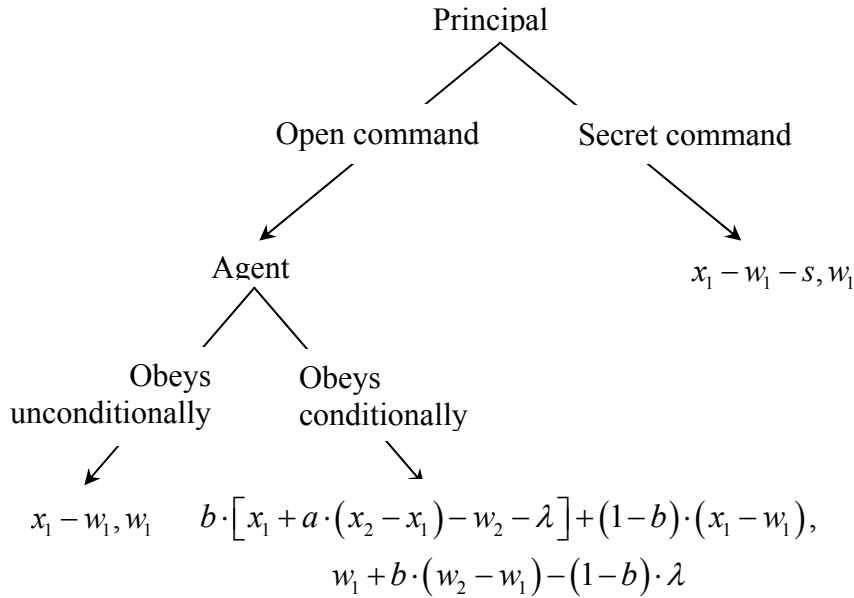 Principal
Open command Secret command
Agent
x₁ − w₁ − s, w₁
Obeys unconditionally
Obeys conditionally
x₁ − w₁, w₁
b·[x₁ + a·(x₂ − x₁) − w₂ − λ] + (1 − b)·(x₁ − w₁),
w₁ + b·(w₂ − w₁) − (1 − b)·λ